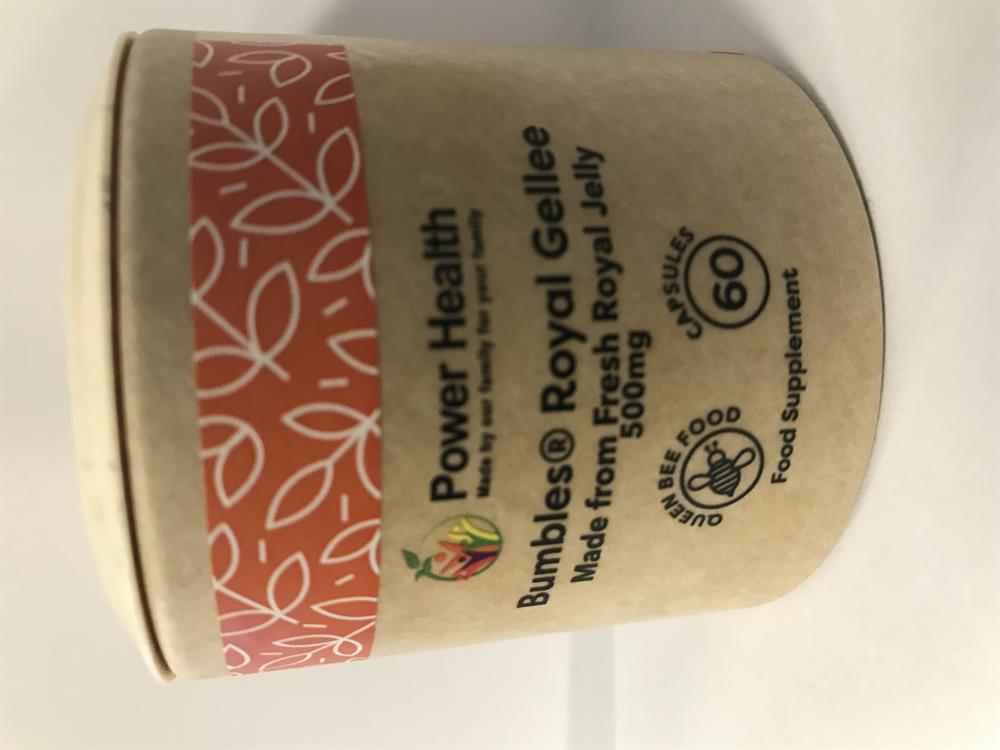 Power Health
Made by our family for your family
Bumbles® Royal Gellee
Made from Fresh Royal Jelly
500mg
QUEEN BEE FOOD
CAPSULES
60
Food Supplement